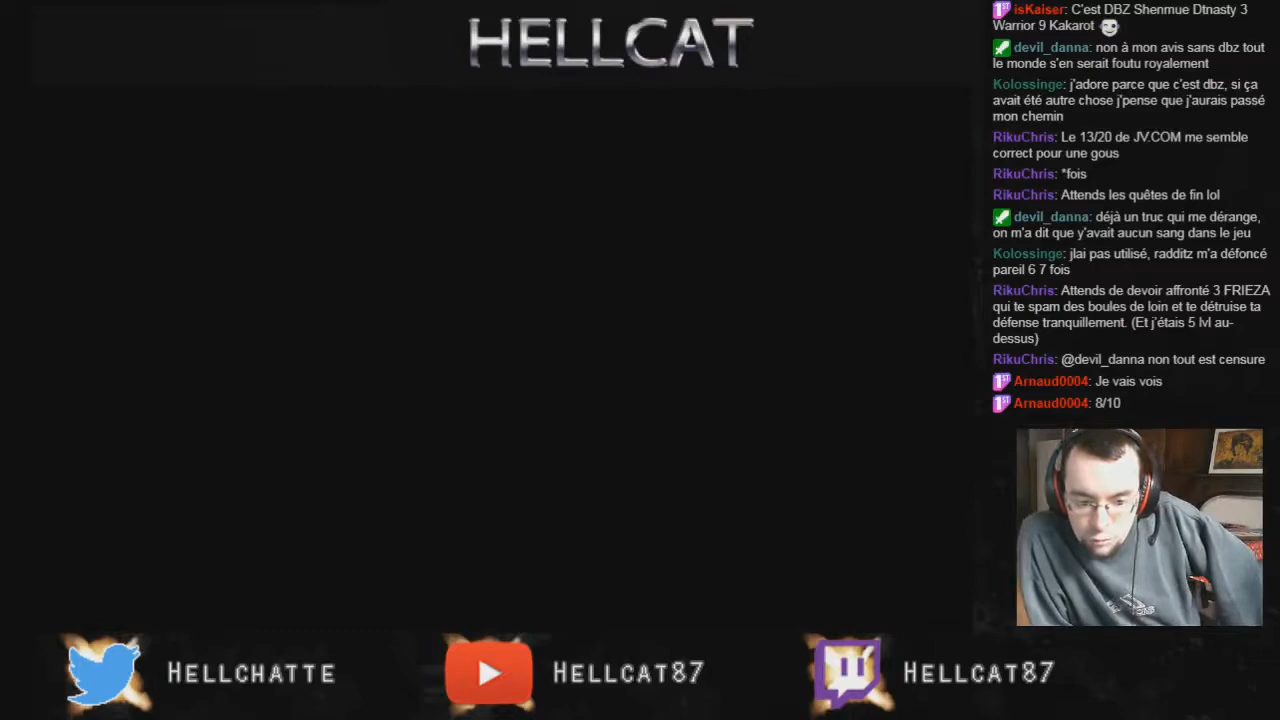 HELLCAT
isKaiser: C'est DBZ Shenmue Dtnasty 3
Warrior 9 Kakarot
devil_danna: non à mon avis sans dbz tout
le monde s'en serait foutu royalement
Kolossinge: j'adore parce que c'est dbz, si ça
avait été autre chose j'pense que j'aurais passé
mon chemin
RikuChris: Le 13/20 de JV.COM me semble
correct pour une gous
RikuChris: *fois
RikuChris: Attends les quêtes de fin lol
devil_danna: déjà un truc qui me dérange,
on m'a dit que y'avait aucun sang dans le jeu
Kolossinge: jlai pas utilisé, radditz m'a défoncé
pareil 6 7 fois
RikuChris: Attends de devoir affronté 3 FRIEZA
qui te spam des boules de loin et te détruise ta
défense tranquillement. (Et j'étais 5 lvl au-
dessus)
RikuChris: @devil_danna non tout est censure
1ST Arnaud0004: Je vais vois
1ST Arnaud0004: 8/10
HELLCHATTE
HELLCAT87
HELLCAT87